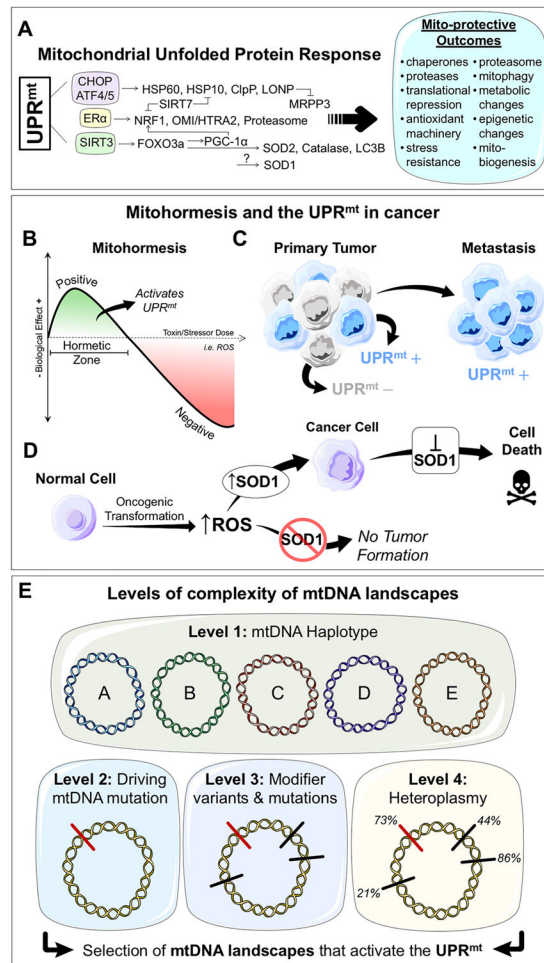 A
Mitochondrial Unfolded Protein Response
UPRmt
CHOP
ATF4/5
HSP60, HSP10, ClpP, LONP
SIRT7
MRPP3
ERα
NRF1, OMI/HTRA2, Proteasome
SIRT3
FOXO3a
PGC-1α
SOD2, Catalase, LC3B
?
SOD1
Mito-protective
Outcomes
• chaperones
• proteases
• translational
repression
• antioxidant
machinery
• stress
resistance
• proteasome
• mitophagy
• metabolic
changes
• epigenetic
changes
• mito-
biogenesis
Mitohormesis and the UPRmt in cancer
B
Mitohormesis
- Biological Effect +
Positive
Activates
UPRmt
Toxin/Stressor Dose
i.e. ROS
Hormetic
Zone
Negative
C
Primary Tumor
Metastasis
UPRmt +
UPRmt –
UPRmt +
D
Normal Cell
Oncogenic
Transformation
↑ROS
↑SOD1
Cancer Cell
SOD1
Cell
Death
SOD1
No Tumor
Formation
E
Levels of complexity of mtDNA landscapes
Level 1: mtDNA Haplotype
A
B
C
D
E
Level 2: Driving
mtDNA mutation
Level 3: Modifier
variants & mutations
Level 4:
Heteroplasmy
73%
44%
86%
21%
Selection of mtDNA landscapes that activate the UPRmt